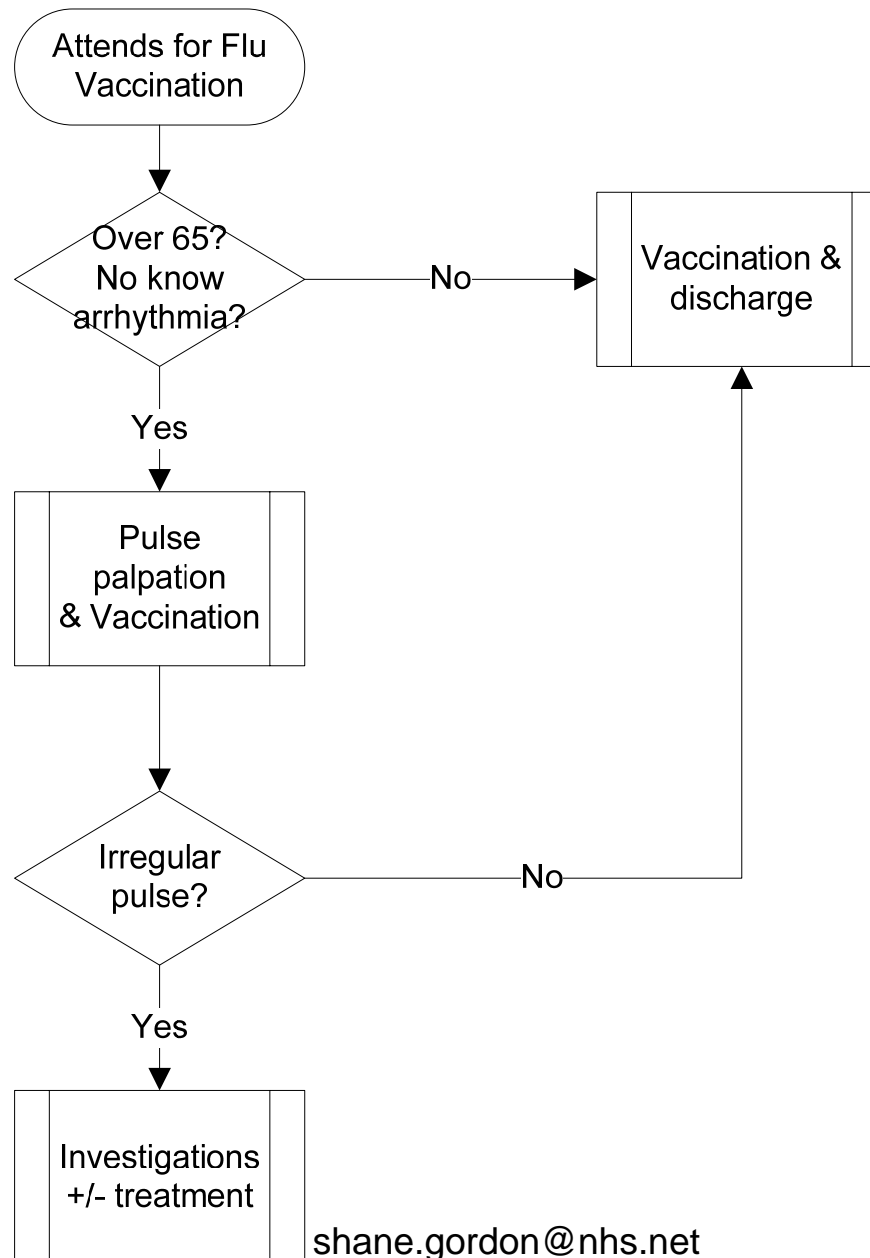 Attends for Flu
Vaccination
Over 65?
No know
arrhythmia?
No
Vaccination &
discharge
Yes
Pulse
palpation
& Vaccination
Irregular
pulse?
No
Yes
Investigations
+/- treatment
shane.gordon@nhs.net